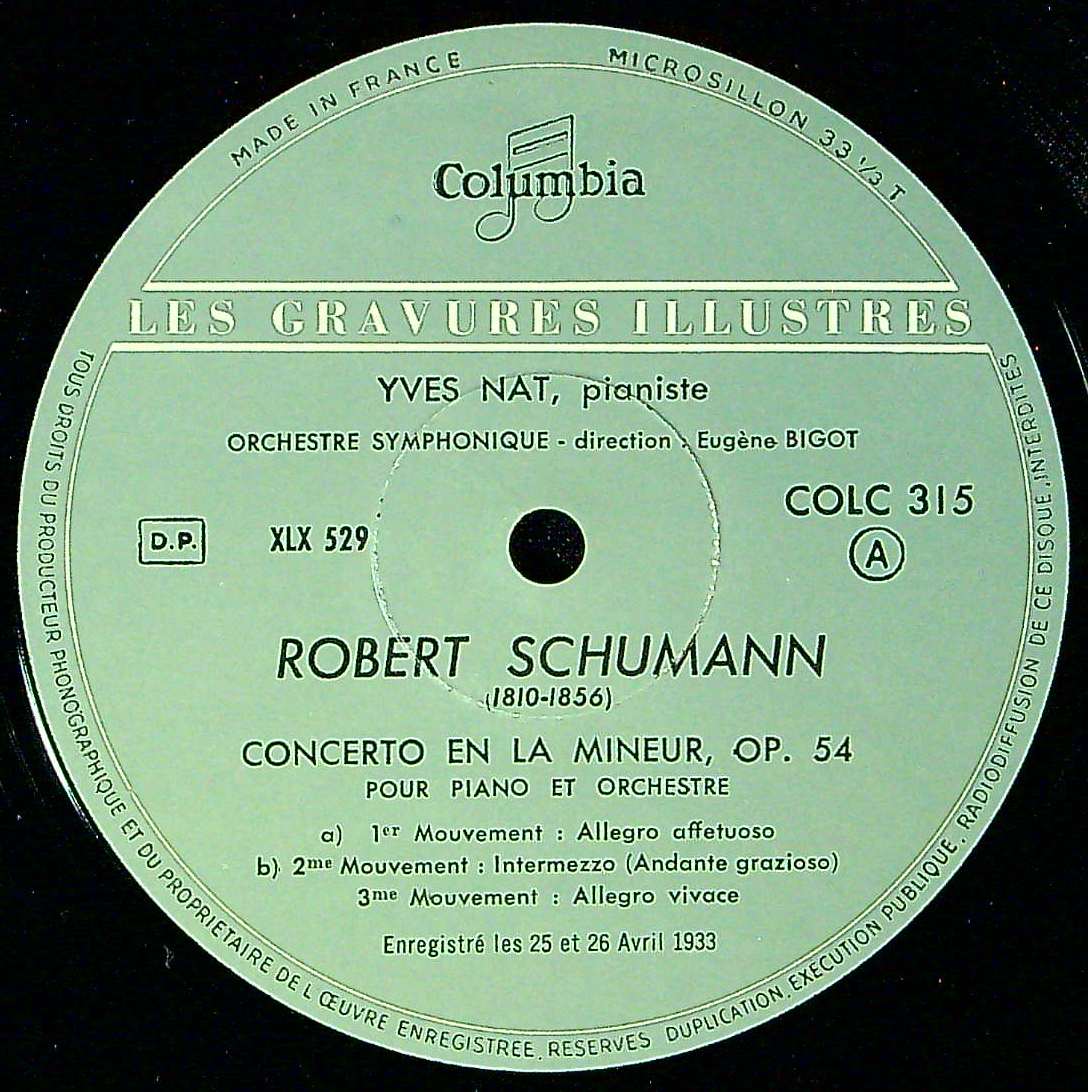 MADE IN FRANCE
MICROSILLON 33 1/3 T
Columbia
LES GRAVURES ILLUSTRES
YVES NAT, pianiste
ORCHESTRE SYMPHONIQUE - direction : Eugène BIGOT
COLC 315
D.P.
XLX 529
A
ROBERT SCHUMANN
(1810-1856)
CONCERTO EN LA MINEUR, OP. 54
POUR PIANO ET ORCHESTRE
a) 1er Mouvement : Allegro affetuoso
b) 2me Mouvement : Intermezzo (Andante grazioso)
3me Mouvement : Allegro vivace
Enregistré les 25 et 26 Avril 1933
TOUS DROITS DU PRODUCTEUR PHONOGRAPHIQUE ET DU PROPRIETAIRE DE L'ŒUVRE ENREGISTREE. RESERVES DUPLICATION. EXECUTION PUBLIQUE. RADIODIFFUSION DE CE DISQUE. INTERDITES